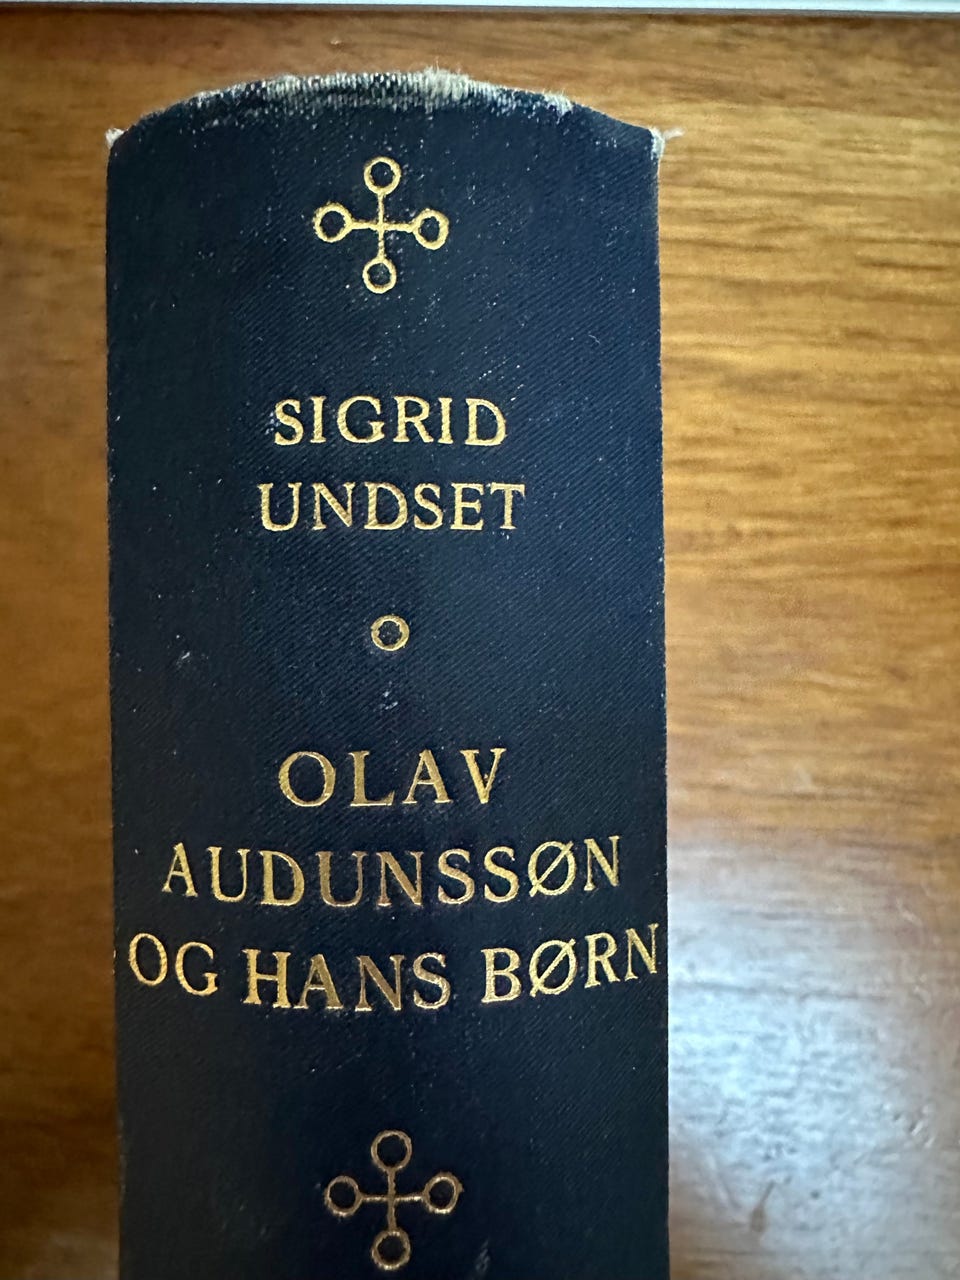 SIGRID
UNDSET
OLAV
AUDUNSSØN
OG HANS BØRN